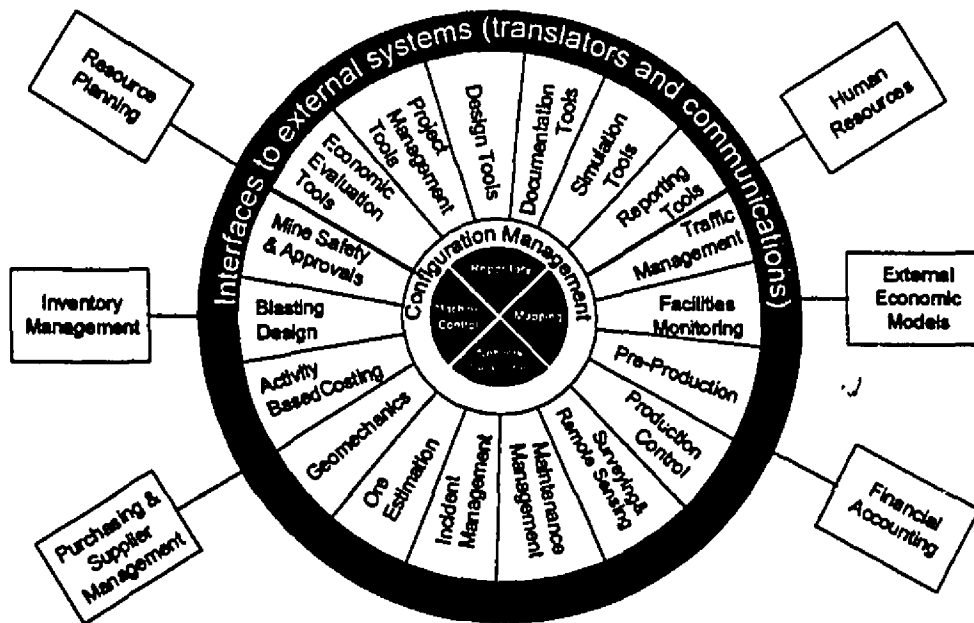 Interfaces to external systems (translators and communications)
Resource
Planning
Human
Resources
Inventory
Management
External
Economic
Models
Purchasing &
Supplier
Management
Financial
Accounting
Economic
Evaluation
Tools
Project
Management
Tools
Design Tools
Documentation
Tools
Simulation
Tools
Reporting
Tools
Traffic
Management
Facilities
Monitoring
Pre-Production
Production
Control
Surveying&
Remote Sensing
Maintenance
Management
Incident
Management
Ore
Estimation
Geomechanics
Activity
BasedCosting
Blasting
Design
Mine Safety
& Approvals
Configuration Management
Machine
Control
Mapping